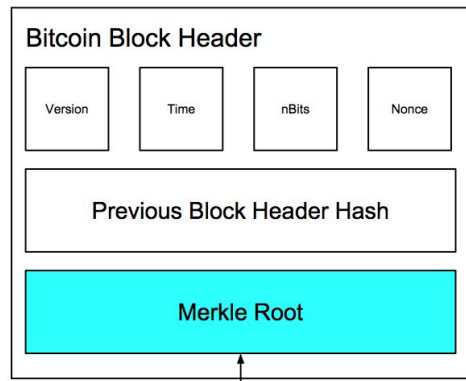 Bitcoin Block Header
Version
Time
nBits
Nonce
Previous Block Header Hash
Merkle Root